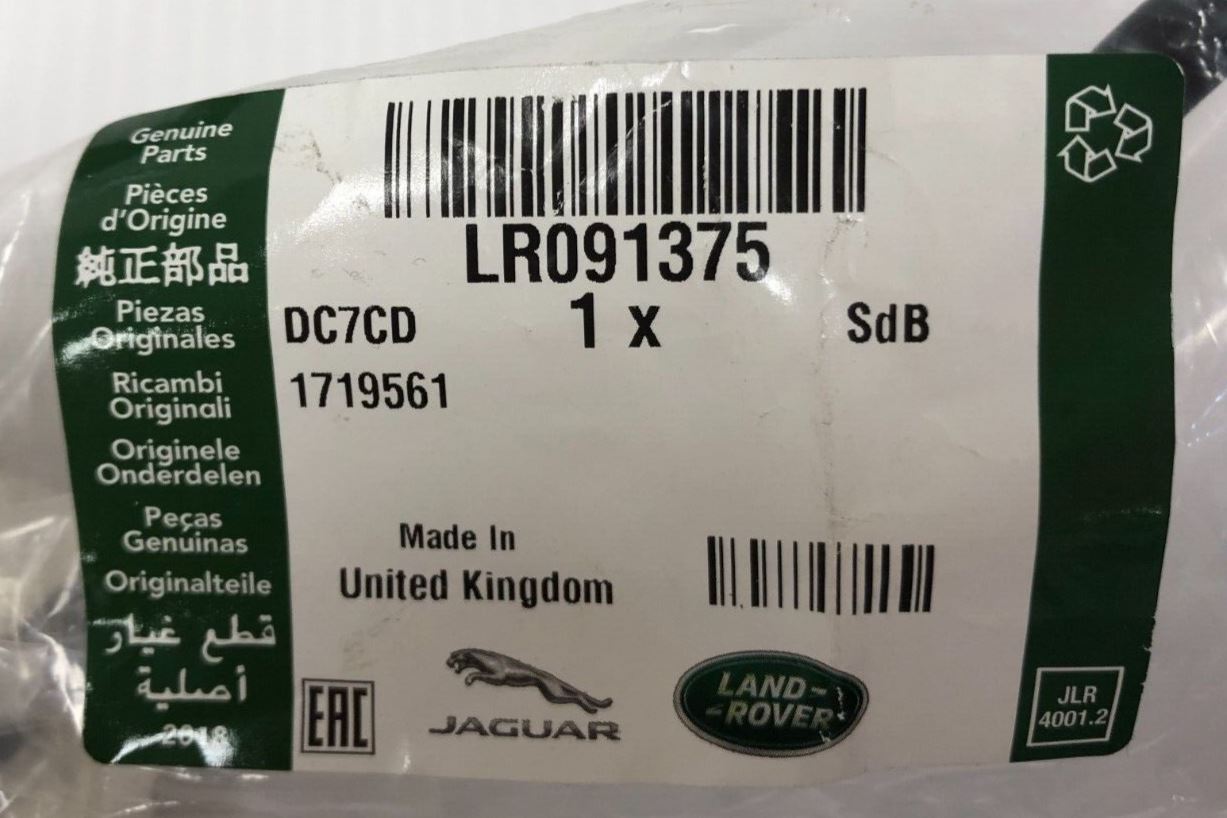 Genuine
Parts
Pièces
d'Origine
純正部品
Piezas
Originales
Ricambi
Originali
Originele
Onderdelen
Peças
Genuinas
Originalteile
قطع غيار
أصلية
2018
LR091375
DC7CD 1 x SdB
1719561
Made In
United Kingdom
EAC
JAGUAR
LAND-
-ROVER
JLR
4001.2